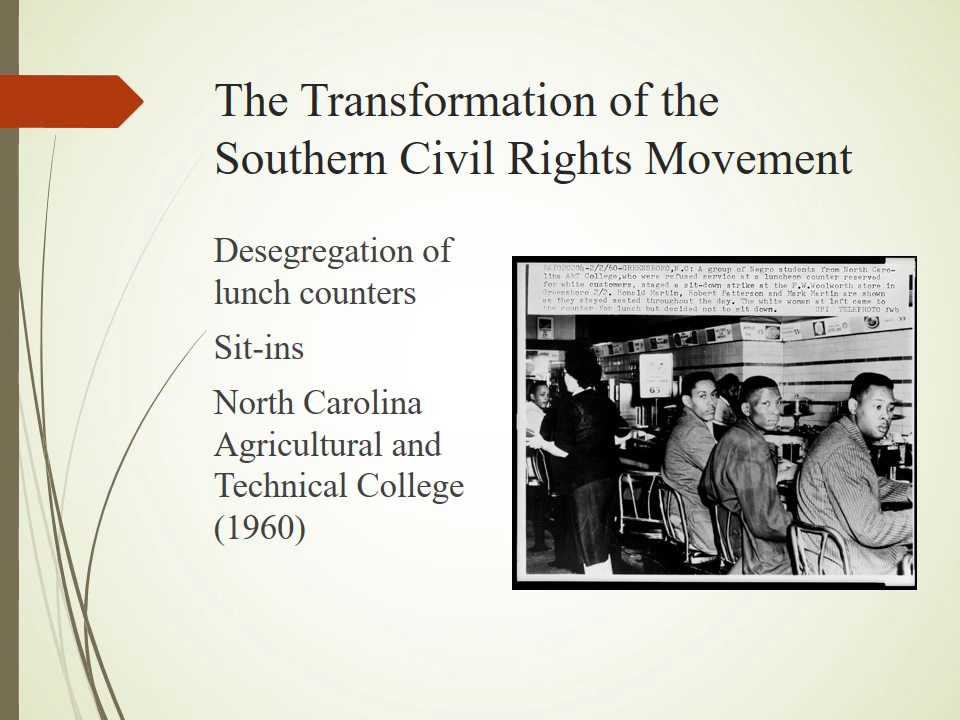 The Transformation of the
Southern Civil Rights Movement
Desegregation of
lunch counters
Sit-ins
North Carolina
Agricultural and
Technical College
(1960)
2/2/60-GREENSBORO,N.C: A group of Negro students from North Caro-
lina A&T College,who were refused service at a luncheon counter reserved
for white customers, staged a sit-down strike at the F.W.Woolworth store in
Greensboro 2/2. Ronald Martin, Robert Patterson and Mark Martin are shown
as they stayed seated throughout the day. The white woman at left came to
the counter for lunch but decided not to sit down. UPI TELEPHOTO fwb